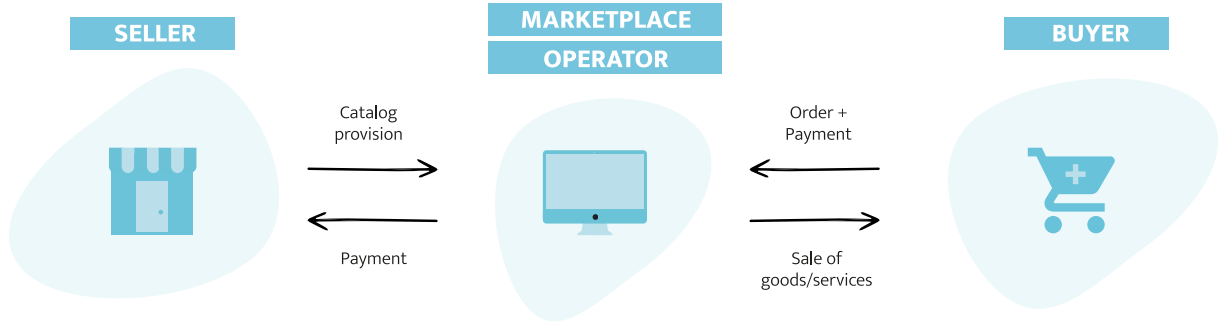 SELLER
MARKETPLACE
OPERATOR
BUYER
Catalog
provision
Order +
Payment
Payment
Sale of
goods/services